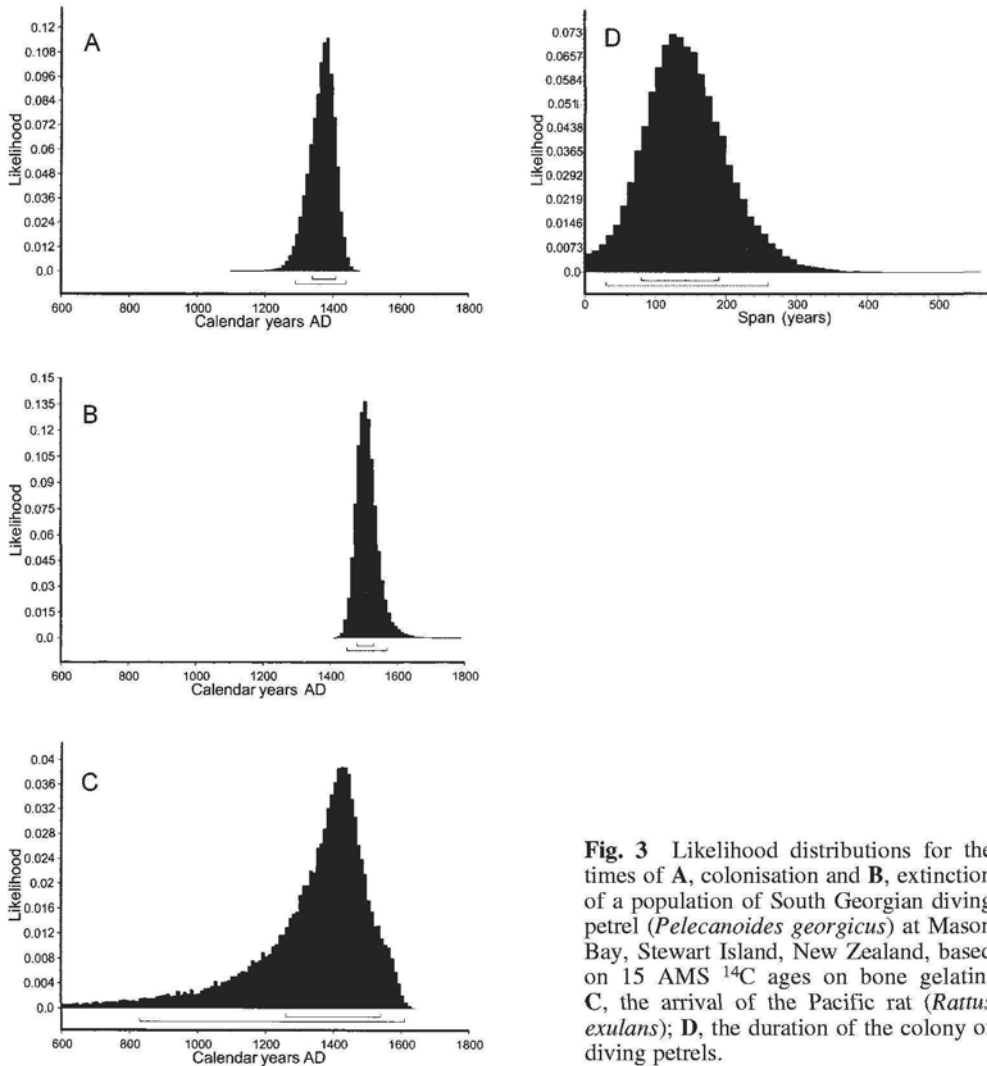 A
Likelihood
0.12
0.108
0.096
0.084
0.072
0.06
0.048
0.036
0.024
0.012
0.0
600 800 1000 1200 1400 1600 1800
Calendar years AD
D
Likelihood
0.073
0.0657
0.0584
0.051
0.0438
0.0365
0.0292
0.0219
0.0146
0.0073
0.0
0 100 200 300 400 500
Span (years)
B
Likelihood
0.15
0.135
0.12
0.105
0.09
0.075
0.06
0.045
0.03
0.015
0.0
600 800 1000 1200 1400 1600 1800
Calendar years AD
C
Likelihood
0.04
0.036
0.032
0.028
0.024
0.02
0.016
0.012
0.008
0.004
0.0
600 800 1000 1200 1400 1600 1800
Calendar years AD
Fig. 3 Likelihood distributions for the
times of A, colonisation and B, extinction
of a population of South Georgian diving
petrel (Pelecanoides georgicus) at Mason
Bay, Stewart Island, New Zealand, based
on 15 AMS ¹⁴C ages on bone gelatin
C, the arrival of the Pacific rat (Rattus
exulans); D, the duration of the colony of
diving petrels.